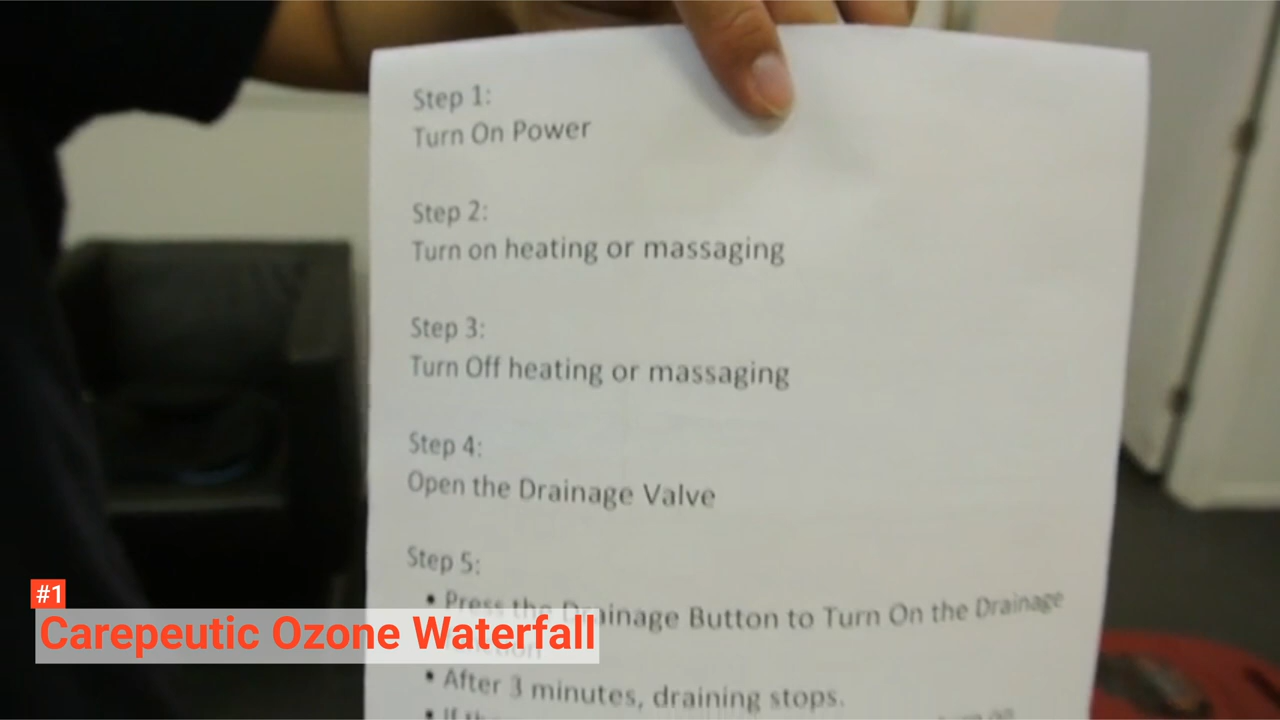 Step 1:
Turn On Power
Step 2:
Turn on heating or massaging
Step 3:
Turn Off heating or massaging
Step 4:
Open the Drainage Valve
Step 5:
• Press the Drainage Button to Turn On the Drainage
• After 3 minutes, draining stops.
#1
Carepeutic Ozone Waterfall